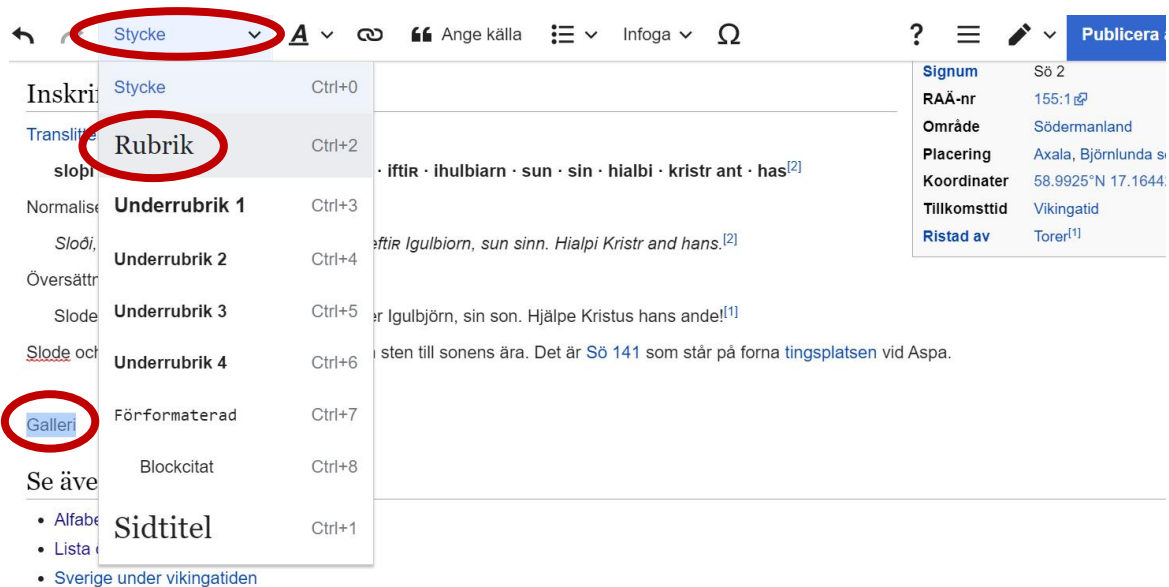 Stycke A Ange källa Infoga Ω ? Publicera
Stycke Ctrl+0
Rubrik Ctrl+2
Underrubrik 1 Ctrl+3
Underrubrik 2 Ctrl+4
Underrubrik 3 Ctrl+5
Underrubrik 4 Ctrl+6
Förformaterad Ctrl+7
Blockcitat Ctrl+8
Sidtitel Ctrl+1
· iftiʀ · ihulbiarn · sun · sin · hialbi · kristr ant · has[2]
Sloði, eftiʀ Igulbiorn, sun sinn. Hialpi Kristr and hans.[2]
Slode Igulbjörn, sin son. Hjälpe Kristus hans ande![1]
Slode sten till sonens ära. Det är Sö 141 som står på forna tingsplatsen vid Aspa.
Galleri
Se
• Lista
• Sverige under vikingatiden
Signum Sö 2
RAÄ-nr 155:1
Område Södermanland
Placering Axala, Björnlunda
Koordinater 58.9925°N
Tillkomsttid Vikingatid
Ristad av Torer[1]